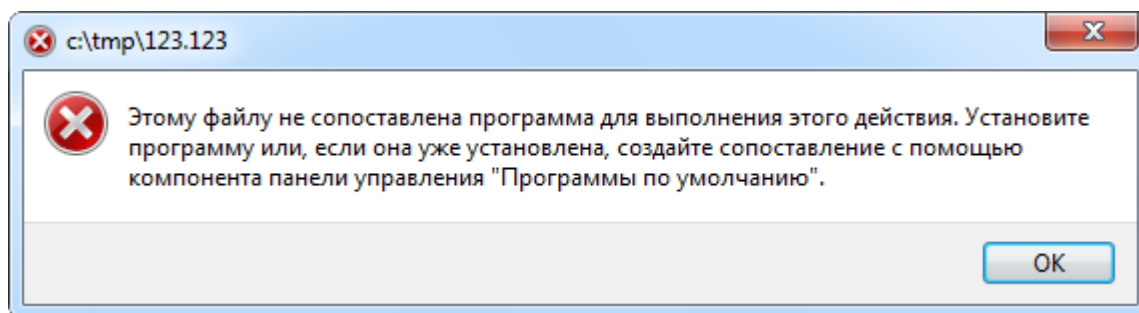 c:\tmp\123.123
Этому файлу не сопоставлена программа для выполнения этого действия. Установите
программу или, если она уже установлена, создайте сопоставление с помощью
компонента панели управления "Программы по умолчанию".
OK